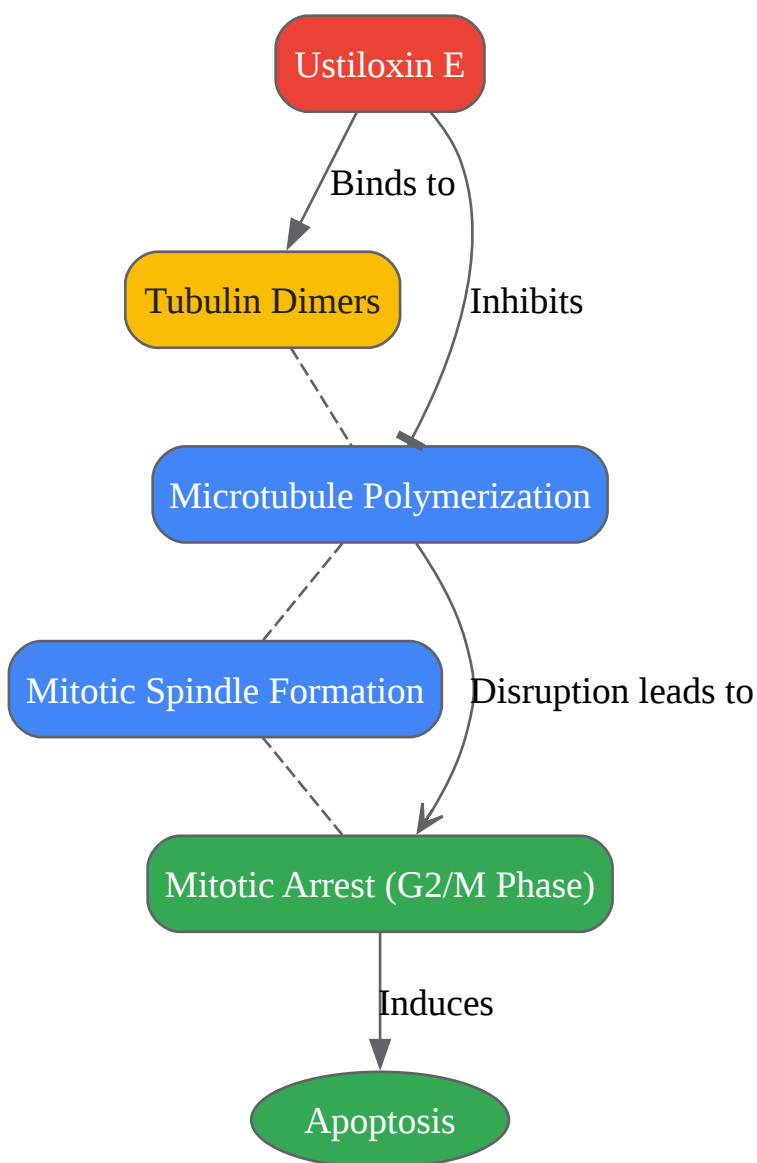 Ustiloxin E
Binds to
Tubulin Dimers
Inhibits
Microtubule Polymerization
Mitotic Spindle Formation
Disruption leads to
Mitotic Arrest (G2/M Phase)
Induces
Apoptosis